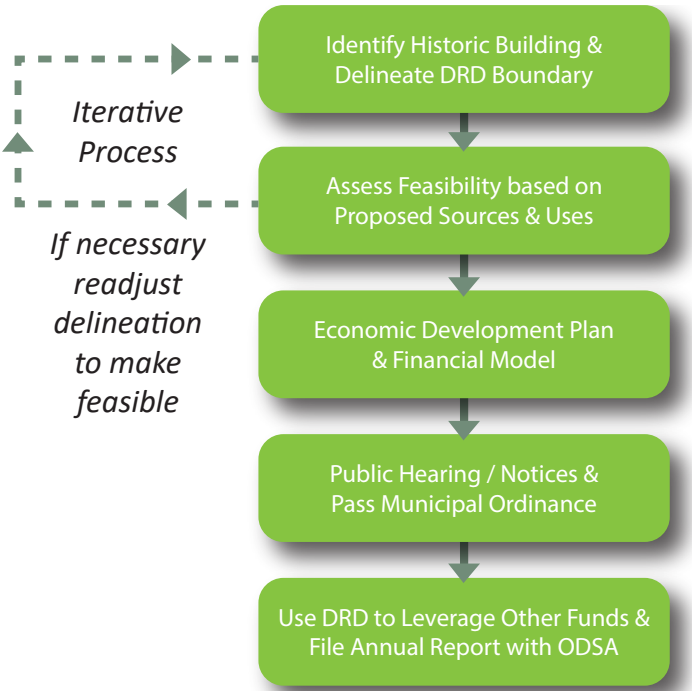 Identify Historic Building &
Delineate DRD Boundary
Iterative
Process
Assess Feasibility based on
Proposed Sources & Uses
If necessary
readjust
delineation
to make
feasible
Economic Development Plan
& Financial Model
Public Hearing / Notices &
Pass Municipal Ordinance
Use DRD to Leverage Other Funds &
File Annual Report with ODSA